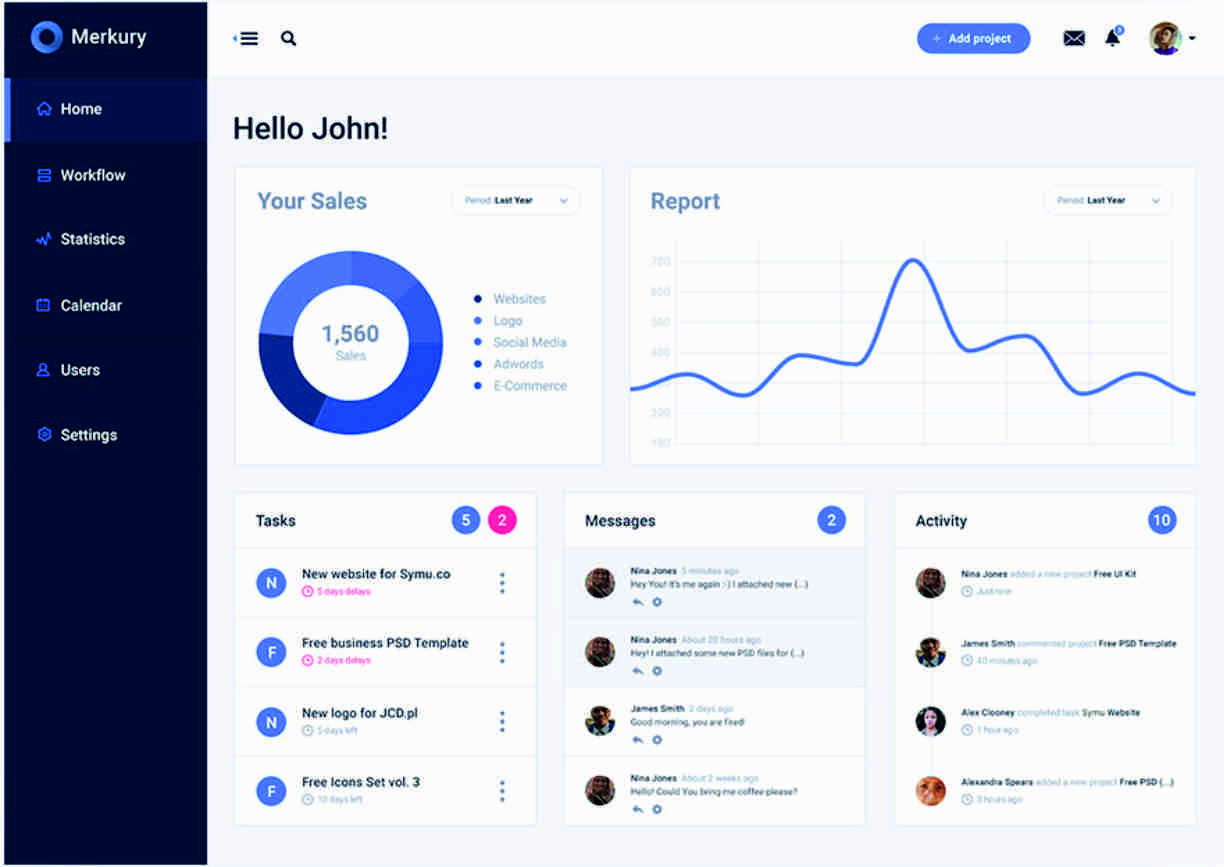 Merkury
+ Add project
Home
Workflow
Statistics
Calendar
Users
Settings
Hello John!
Your Sales
Period: Last Year
1,560
Sales
Websites
Logo
Social Media
Adwords
E-Commerce
Report
Period: Last Year
700
600
500
400
200
100
Tasks
5
2
N
New website for Symu.co
5 days delays
F
Free business PSD Template
2 days delays
N
New logo for JCD.pl
5 days left
F
Free Icons Set vol. 3
10 days left
Messages
2
Nina Jones 5 minutes ago
Hey You! It's me again :-) I attached new (...)
Nina Jones About 20 hours ago
Hey! I attached some new PSD files for (...)
James Smith 2 days ago
Good morning, you are fired!
Nina Jones About 2 weeks ago
Hello! Could You bring me coffee please?
Activity
10
Nina Jones added a new project Free UI Kit
Just now
James Smith commented project Free PSD Template
40 minutes ago
Alex Clooney completed task Symu Website
1 hour ago
Alexandra Spears added a new project Free PSD (...)
3 hours ago